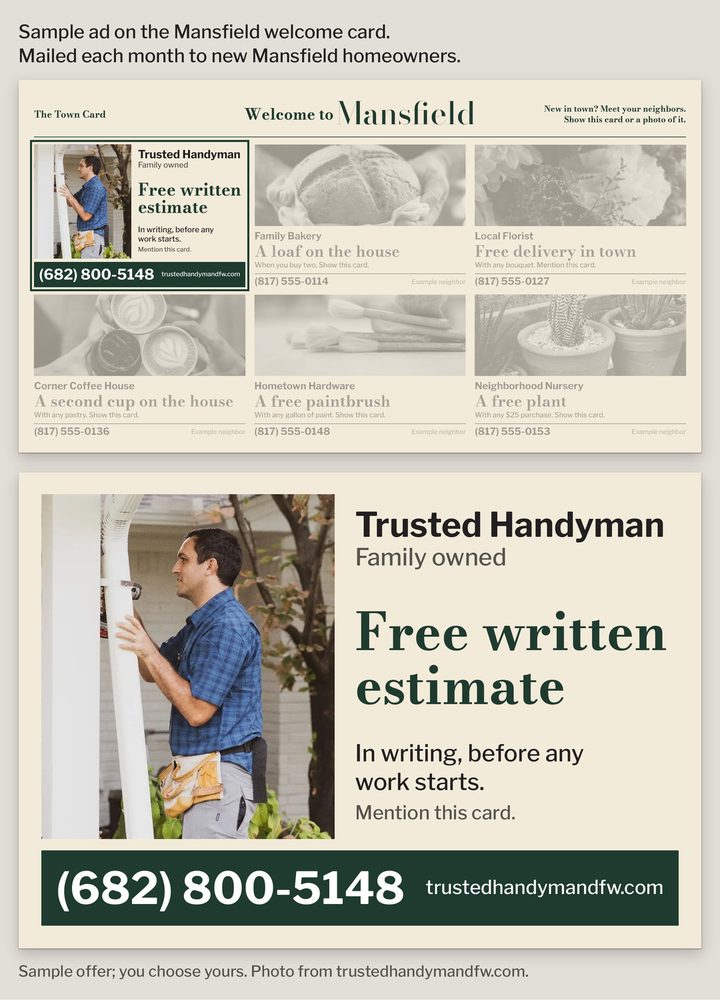 Sample ad on the Mansfield welcome card.
Mailed each month to new Mansfield homeowners.
The Town Card
Welcome to Mansfield
New in town? Meet your neighbors.
Show this card or a photo of it.
Trusted Handyman
Family owned
Free written
estimate
In writing, before any
work starts.
Mention this card.
(682) 800-5148 trustedhandymandfw.com
Family Bakery
A loaf on the house
When you buy two. Show this card.
(817) 555-0114 Example neighbor
Local Florist
Free delivery in town
With any bouquet. Mention this card.
(817) 555-0127 Example neighbor
Corner Coffee House
A second cup on the house
With any pastry. Show this card.
(817) 555-0136 Example neighbor
Hometown Hardware
A free paintbrush
With any gallon of paint. Show this card.
(817) 555-0148 Example neighbor
Neighborhood Nursery
A free plant
With any $25 purchase. Show this card.
(817) 555-0153 Example neighbor
Trusted Handyman
Family owned
Free written
estimate
In writing, before any
work starts.
Mention this card.
(682) 800-5148 trustedhandymandfw.com
Sample offer; you choose yours. Photo from trustedhandymandfw.com.